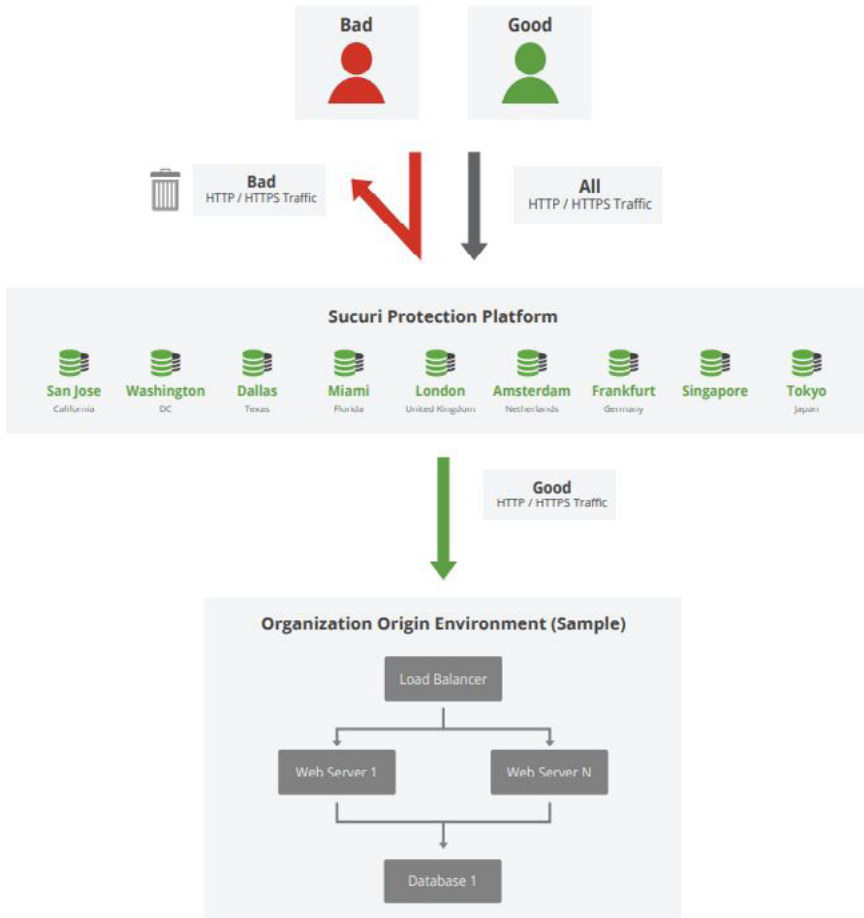 Bad
Good
Bad
HTTP / HTTPS Traffic
All
HTTP / HTTPS Traffic
Sucuri Protection Platform
San Jose
California
Washington
DC
Dallas
Texas
Miami
Florida
London
United Kingdom
Amsterdam
Netherlands
Frankfurt
Germany
Singapore
Tokyo
Japan
Good
HTTP / HTTPS Traffic
Organization Origin Environment (Sample)
Load Balancer
Web Server 1
Web Server N
Database 1